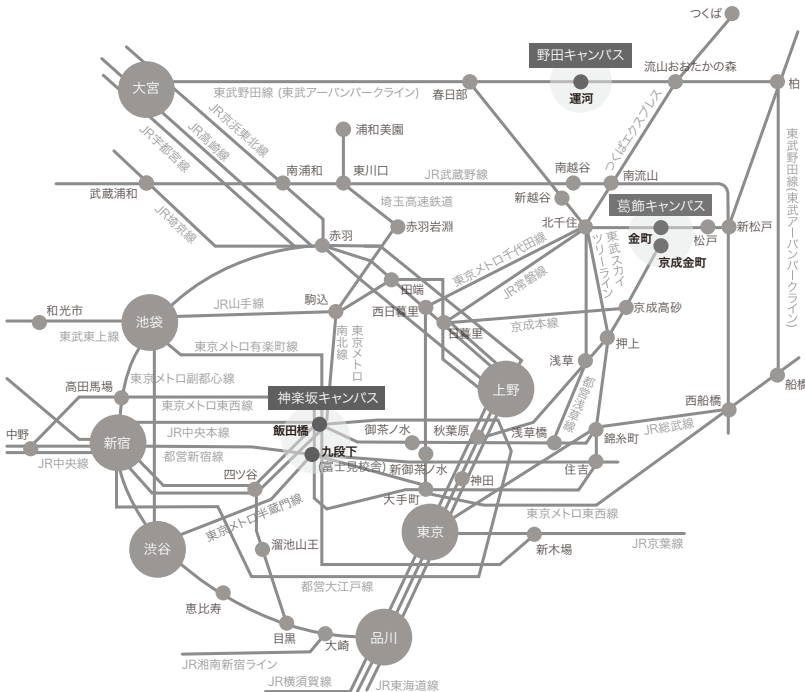 つくば
野田キャンパス
流山おおたかの森
大宮
東武野田線 (東武アーバンパークライン)
春日部
運河
柏
JR京浜東北線
JR高崎線
JR宇都宮線
つくばエクスプレス
浦和美園
東武野田線(東武アーバンパークライン)
南浦和
東川口
JR武蔵野線
南越谷
南流山
武蔵浦和
新越谷
埼玉高速鉄道
葛飾キャンパス
JR埼京線
赤羽岩淵
北千住
金町
松戸
新松戸
赤羽
東京メトロ千代田線
東武スカイ
ツリーライン
京成金町
JR常磐線
田端
駒込
JR山手線
西日暮里
和光市
池袋
日暮里
京成本線
京成高砂
東武東上線
東京メトロ
南北線
東京メトロ有楽町線
押上
浅草
高田馬場
東京メトロ副都心線
上野
船橋
神楽坂キャンパス
都営浅草線
東京メトロ東西線
西船橋
飯田橋
御茶ノ水
秋葉原
浅草橋
錦糸町
JR総武線
中野
新宿
JR中央本線
九段下
(富士見校舎)
新御茶ノ水
都営新宿線
JR中央線
四ツ谷
神田
住吉
大手町
東京メトロ半蔵門線
東京メトロ東西線
東京
渋谷
溜池山王
新木場
JR京葉線
都営大江戸線
恵比寿
目黒
大崎
品川
JR湘南新宿ライン
JR横須賀線
JR東海道線